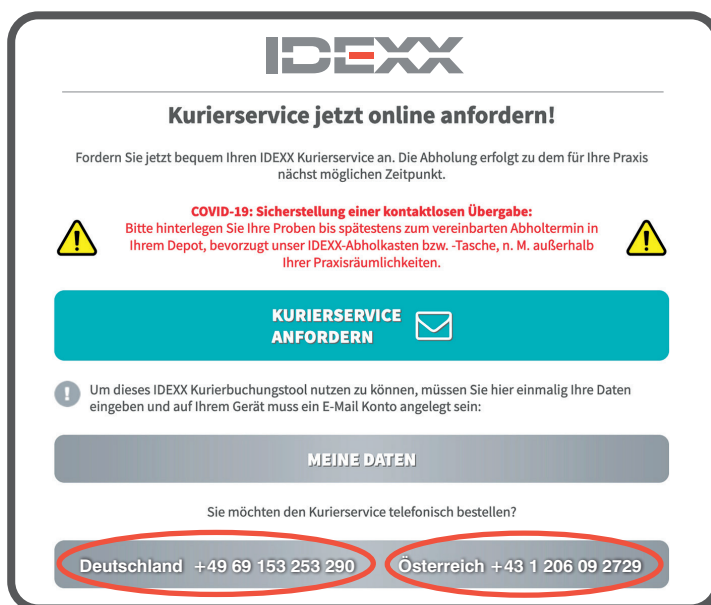 IDEXX
Kurierservice jetzt online anfordern!
Fordern Sie jetzt bequem Ihren IDEXX Kurierservice an. Die Abholung erfolgt zu dem für Ihre Praxis
nächst möglichen Zeitpunkt.
COVID-19: Sicherstellung einer kontaktlosen Übergabe:
Bitte hinterlegen Sie Ihre Proben bis spätestens zum vereinbarten Abholtermin in
Ihrem Depot, bevorzugt unser IDEXX-Abholkasten bzw. -Tasche, n. M. außerhalb
Ihrer Praxisräumlichkeiten.
KURIERSERVICE
ANFORDERN
Um dieses IDEXX Kurierbuchungstool nutzen zu können, müssen Sie hier einmalig Ihre Daten
eingeben und auf Ihrem Gerät muss ein E-Mail Konto angelegt sein:
MEINE DATEN
Sie möchten den Kurierservice telefonisch bestellen?
Deutschland +49 69 153 253 290 Österreich +43 1 206 09 2729